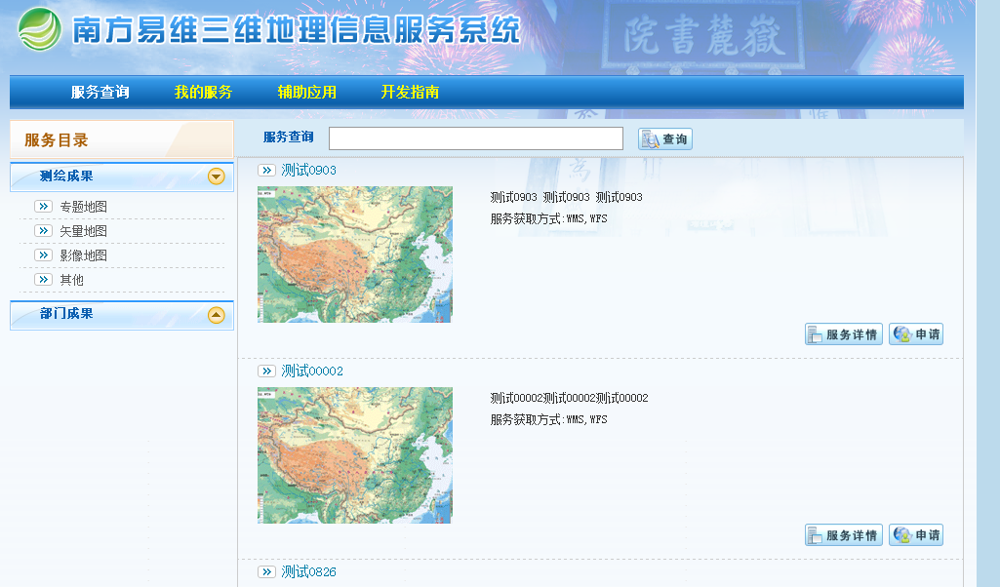 南方易维三维地理信息服务系统
院書麓嶽
服务查询 我的服务 辅助应用 开发指南
服务目录
测绘成果
专题地图
矢量地图
影像地图
其他
部门成果
服务查询 查询
测试0903
测试0903 测试0903 测试0903
服务获取方式:WMS,WFS
服务详情 申请
测试00002
测试00002测试00002测试00002
服务获取方式:WMS,WFS
服务详情 申请
测试0826